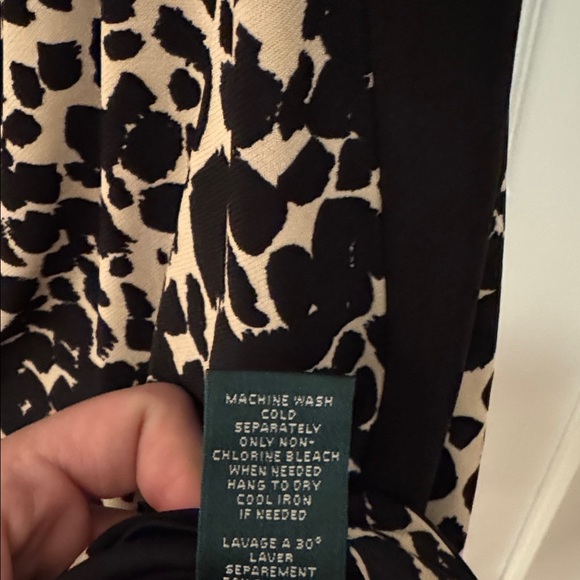 MACHINE WASH
COLD
SEPARATELY
ONLY NON-
CHLORINE BLEACH
WHEN NEEDED
HANG TO DRY
COOL IRON
IF NEEDED
LAVAGE A 30°
LAVER
SEPAREMENT